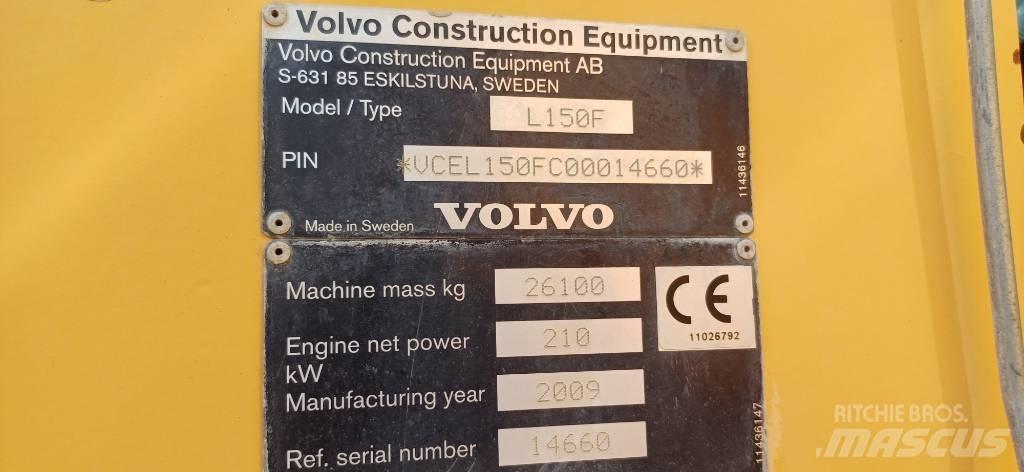 Volvo Construction Equipment
Volvo Construction Equipment AB
S-631 85 ESKILSTUNA, SWEDEN
Model / Type L150F
PIN *VCEL150FC00014660*
11436146
Made in Sweden VOLVO
Machine mass kg 26100
CE
11026792
Engine net power kW 210
Manufacturing year 2009
Ref. serial number 14660
11436147
RITCHIE BROS.
MASCUS